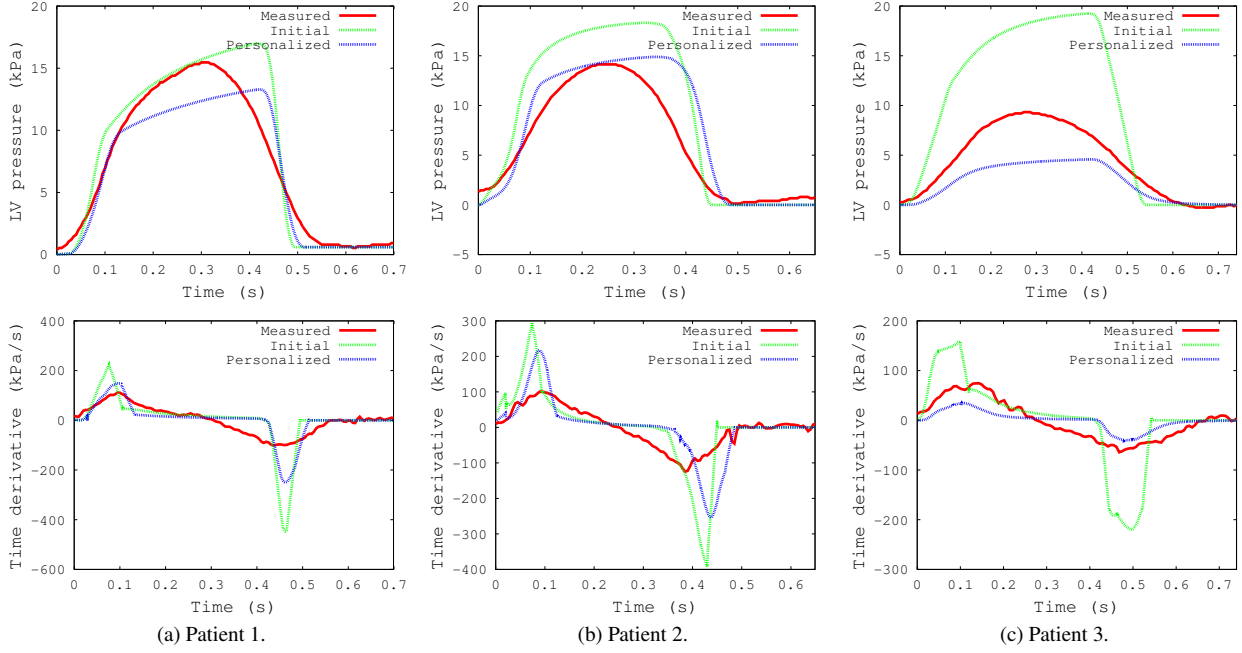 Measured
Initial
Personalized
LV pressure (kPa)
20
15
10
5
0
0 0.1 0.2 0.3 0.4 0.5 0.6 0.7
Time (s)
Measured
Initial
Personalized
LV pressure (kPa)
20
15
10
5
0
-5
0 0.1 0.2 0.3 0.4 0.5 0.6
Time (s)
Measured
Initial
Personalized
LV pressure (kPa)
20
15
10
5
0
-5
0 0.1 0.2 0.3 0.4 0.5 0.6 0.7
Time (s)
Measured
Initial
Personalized
Time derivative (kPa/s)
400
200
0
-200
-400
-600
0 0.1 0.2 0.3 0.4 0.5 0.6 0.7
Time (s)
(a) Patient 1.
Measured
Initial
Personalized
Time derivative (kPa/s)
300
200
100
0
-100
-200
-300
-400
0 0.1 0.2 0.3 0.4 0.5 0.6
Time (s)
(b) Patient 2.
Measured
Initial
Personalized
Time derivative (kPa/s)
200
100
0
-100
-200
-300
0 0.1 0.2 0.3 0.4 0.5 0.6 0.7
Time (s)
(c) Patient 3.